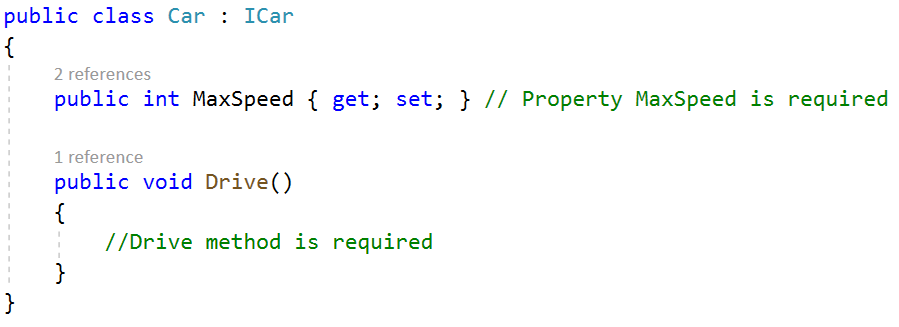 public class Car : ICar
{
2 references
public int MaxSpeed { get; set; } // Property MaxSpeed is required
1 reference
public void Drive()
{
//Drive method is required
}
}